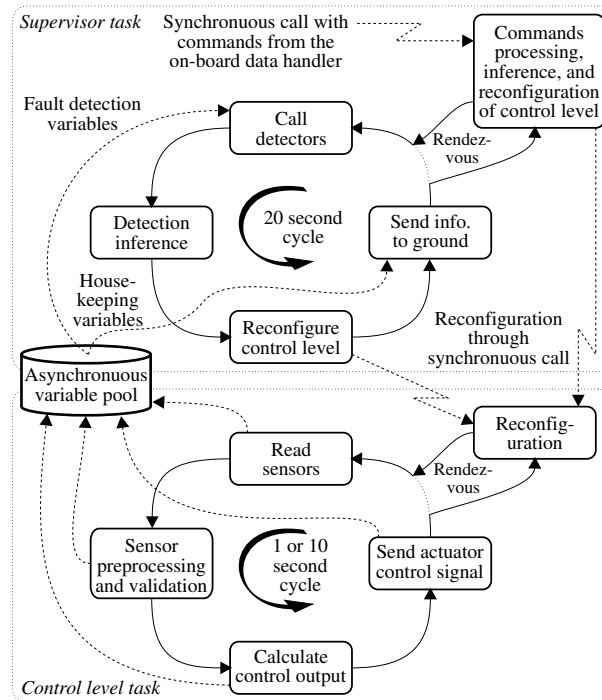 Supervisor task
Synchronuous call with
commands from the
on-board data handler
Commands
processing,
inference, and
reconfiguration
of control level
Fault detection
variables
Call
detectors
Rendez-
vous
Detection
inference
20 second
cycle
Send info.
to ground
House-
keeping
variables
Reconfigure
control level
Reconfiguration
through
synchronuous call
Asynchronuous
variable pool
Read
sensors
Reconfig-
uration
Rendez-
vous
Sensor
preprocessing
and validation
1 or 10
second
cycle
Send actuator
control signal
Calculate
control output
Control level task